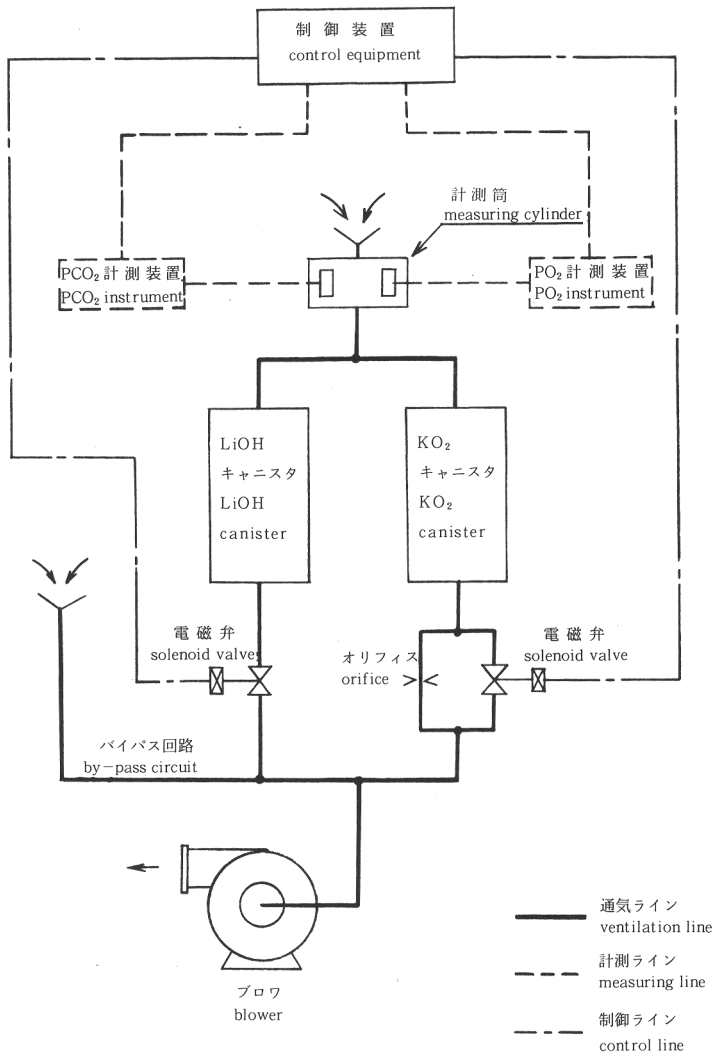 制御装置
control equipment
計測筒
measuring cylinder
PCO₂計測装置
PCO₂ instrument
PO₂計測装置
PO₂ instrument
LiOH
キャニスタ
LiOH
canister
KO₂
キャニスタ
KO₂
canister
電磁弁
solenoid valve
オリフィス
orifice
電磁弁
solenoid valve
バイパス回路
by-pass circuit
ブロワ
blower
通気ライン
ventilation line
計測ライン
measuring line
制御ライン
control line